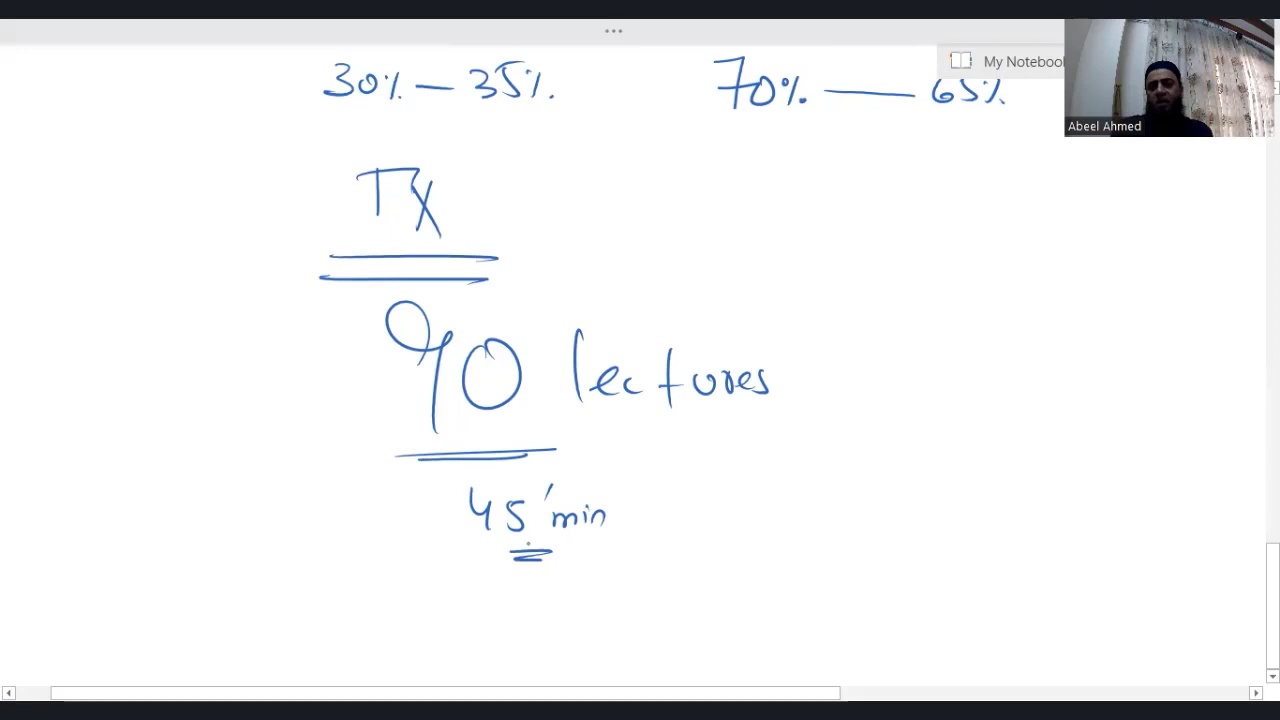 ...
My Notebook
30% — 35%.
70% — 65%
Abeel Ahmed
TX
90 lectures
45 'min